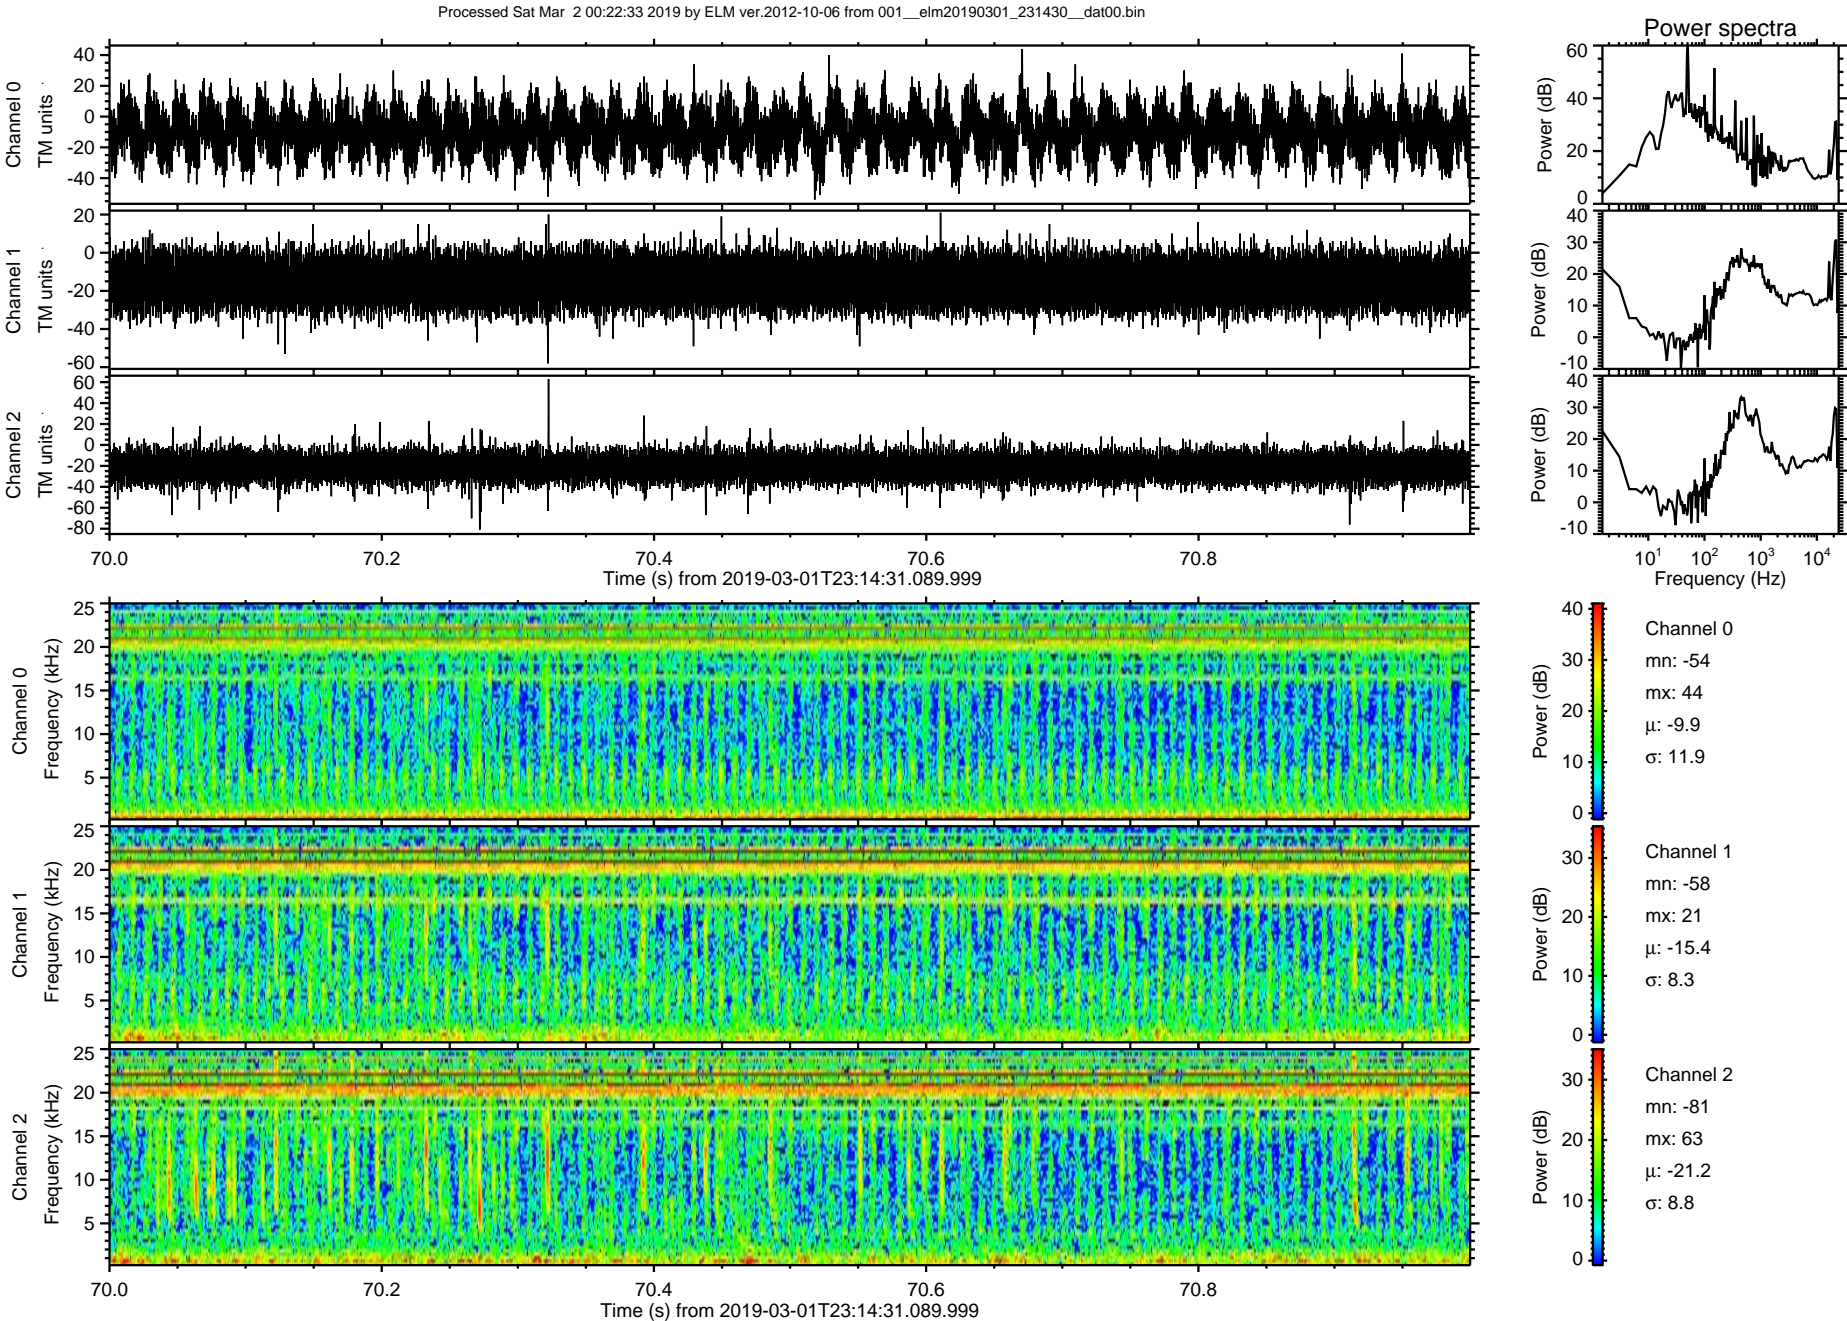 Processed Sat Mar  2 00:22:33 2019 by ELM ver.2012-10-06 from 001__elm20190301_231430__dat00.bin
Power spectra
Channel 0
TM units
40
20
0
-20
-40
Power (dB)
60
40
20
0
Channel 1
TM units
20
0
-20
-40
-60
Power (dB)
40
30
20
10
0
-10
Channel 2
TM units
60
40
20
0
-20
-40
-60
-80
Power (dB)
40
30
20
10
0
-10
70.0 70.2 70.4 70.6 70.8
Time (s) from 2019-03-01T23:14:31.089.999
10^1 10^2 10^3 10^4
Frequency (Hz)
Channel 0
Frequency (kHz)
25
20
15
10
5
Power (dB)
40
30
20
10
0
Channel 0
mn: -54
mx: 44
μ: -9.9
σ: 11.9
Channel 1
Frequency (kHz)
25
20
15
10
5
Power (dB)
30
20
10
0
Channel 1
mn: -58
mx: 21
μ: -15.4
σ: 8.3
Channel 2
Frequency (kHz)
25
20
15
10
5
Power (dB)
30
20
10
0
Channel 2
mn: -81
mx: 63
μ: -21.2
σ: 8.8
70.0 70.2 70.4 70.6 70.8
Time (s) from 2019-03-01T23:14:31.089.999